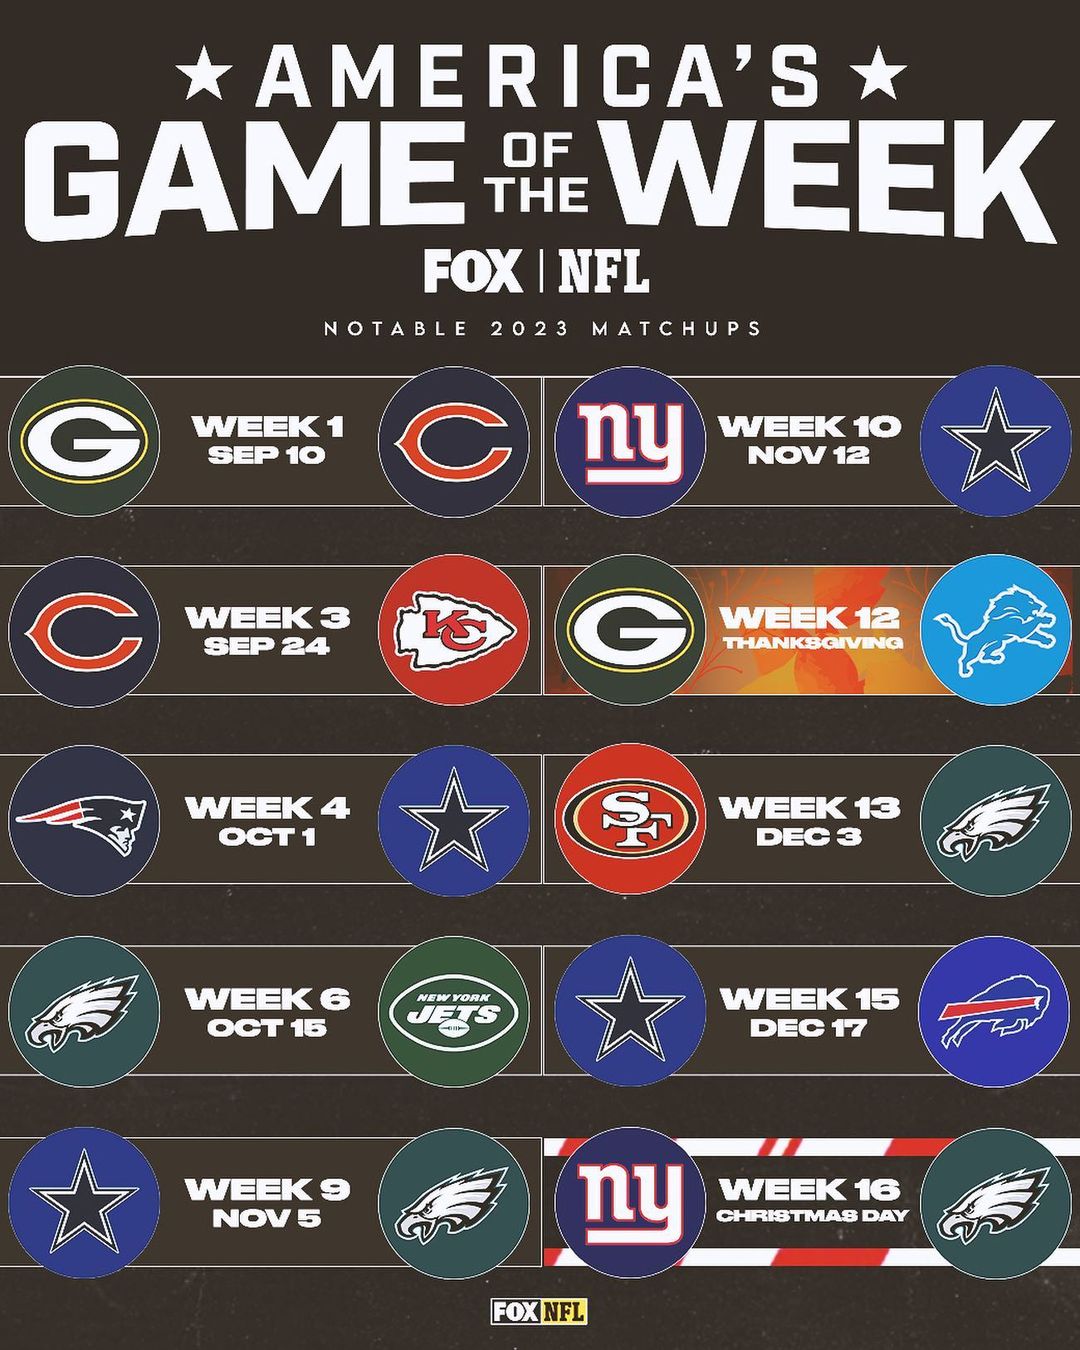 AMERICA'S
GAME OF THE WEEK
FOX | NFL
NOTABLE 2023 MATCHUPS
G
WEEK 1
SEP 10
C
ny
WEEK 10
NOV 12
C
WEEK 3
SEP 24
KC
G
WEEK 12
THANKSGIVING
WEEK 4
OCT 1
SF
WEEK 13
DEC 3
WEEK 6
OCT 15
NEW YORK
JETS
WEEK 15
DEC 17
WEEK 9
NOV 5
ny
WEEK 16
CHRISTMAS DAY
FOX NFL